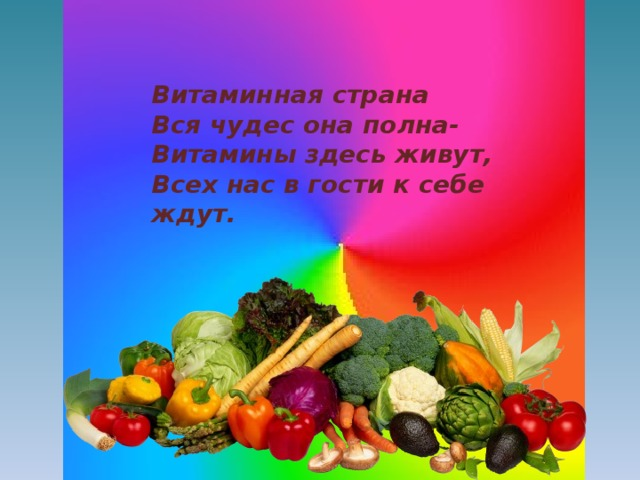 Витаминная страна
Вся чудес она полна-
Витамины здесь живут,
Всех нас в гости к себе
ждут.